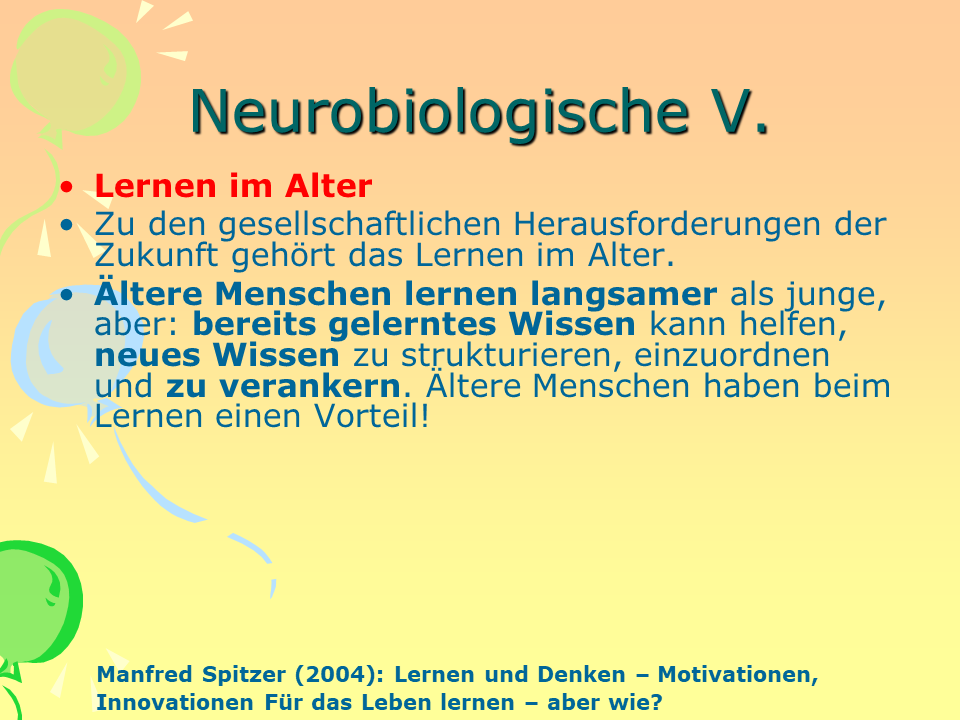 Neurobiologische V.
• Lernen im Alter
• Zu den gesellschaftlichen Herausforderungen der
Zukunft gehört das Lernen im Alter.
• Ältere Menschen lernen langsamer als junge,
aber: bereits gelerntes Wissen kann helfen,
neues Wissen zu strukturieren, einzuordnen
und zu verankern. Ältere Menschen haben beim
Lernen einen Vorteil!
Manfred Spitzer (2004): Lernen und Denken – Motivationen,
Innovationen Für das Leben lernen – aber wie?